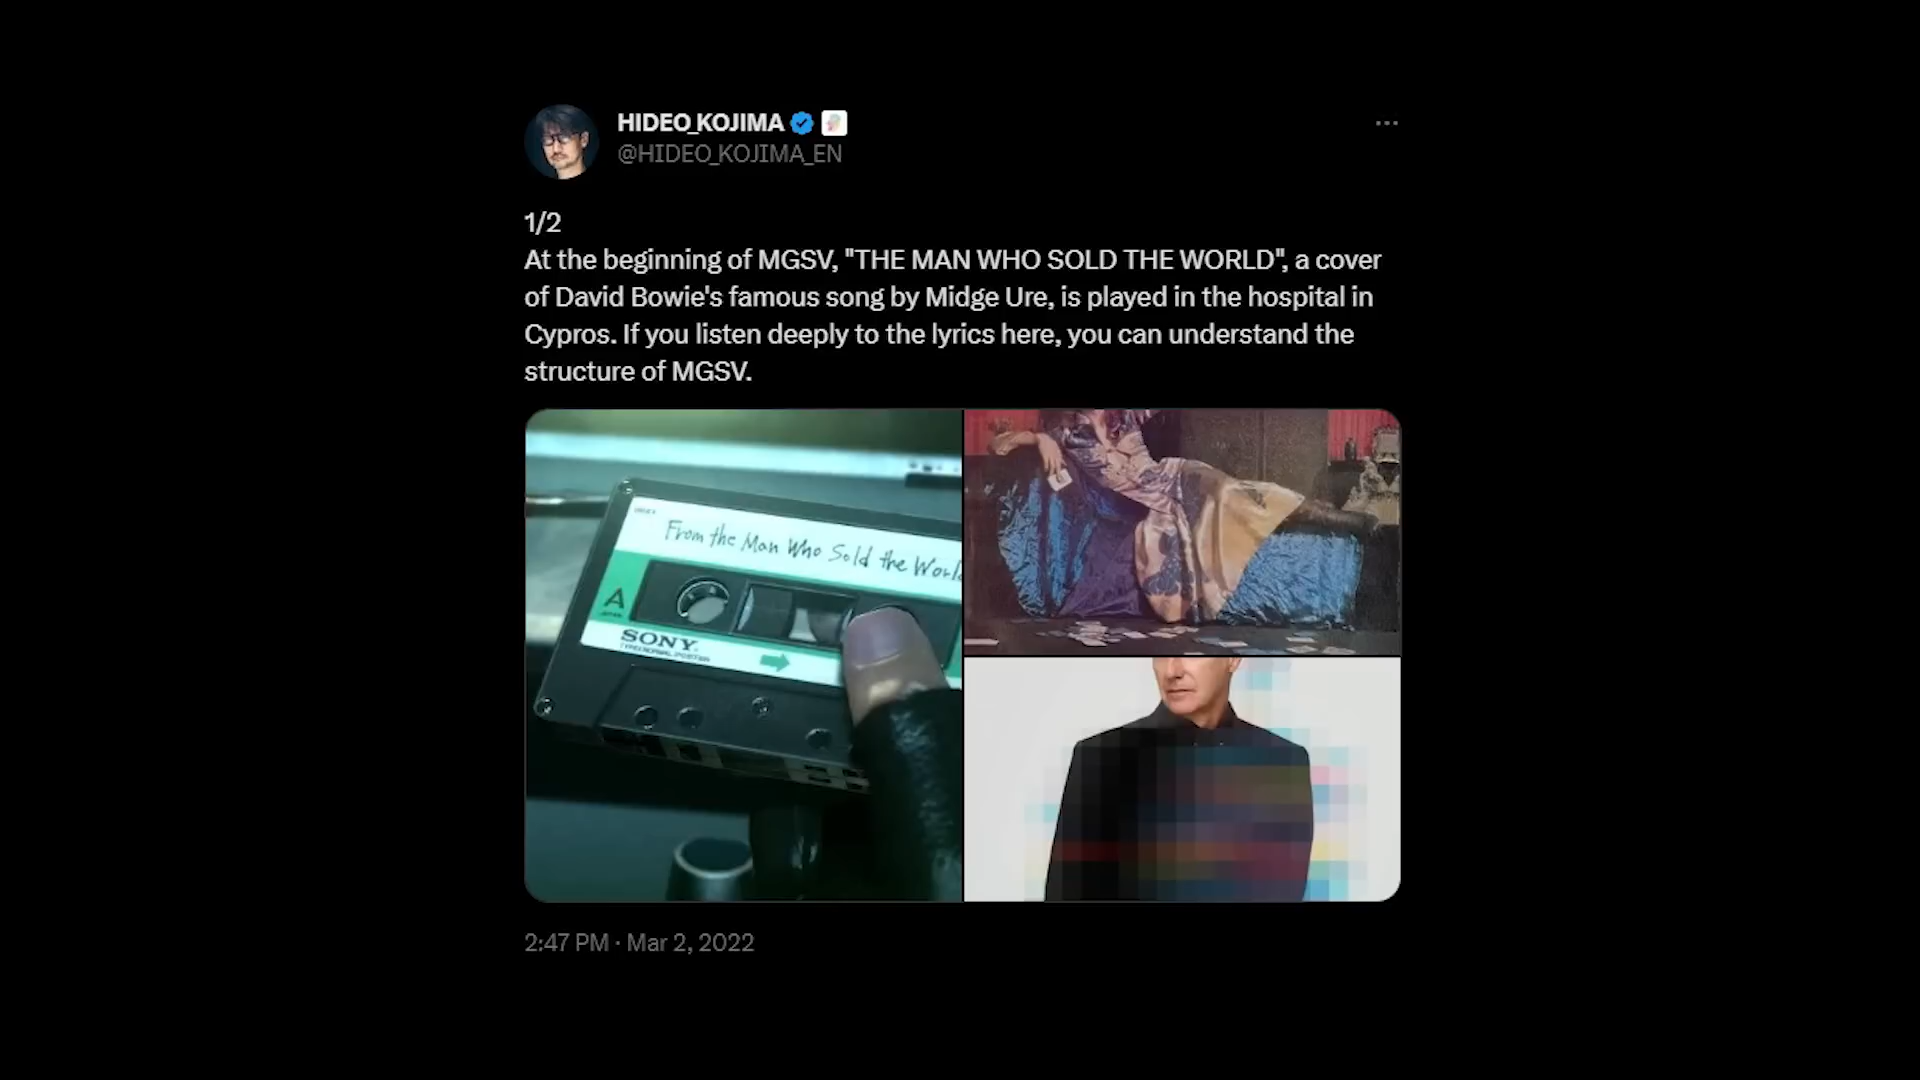 HIDEO_KOJIMA
@HIDEO_KOJIMA_EN
1/2
At the beginning of MGSV, "THE MAN WHO SOLD THE WORLD", a cover
of David Bowie's famous song by Midge Ure, is played in the hospital in
Cypros. If you listen deeply to the lyrics here, you can understand the
structure of MGSV.
From the Man Who Sold the World
A
SONY
2:47 PM · Mar 2, 2022